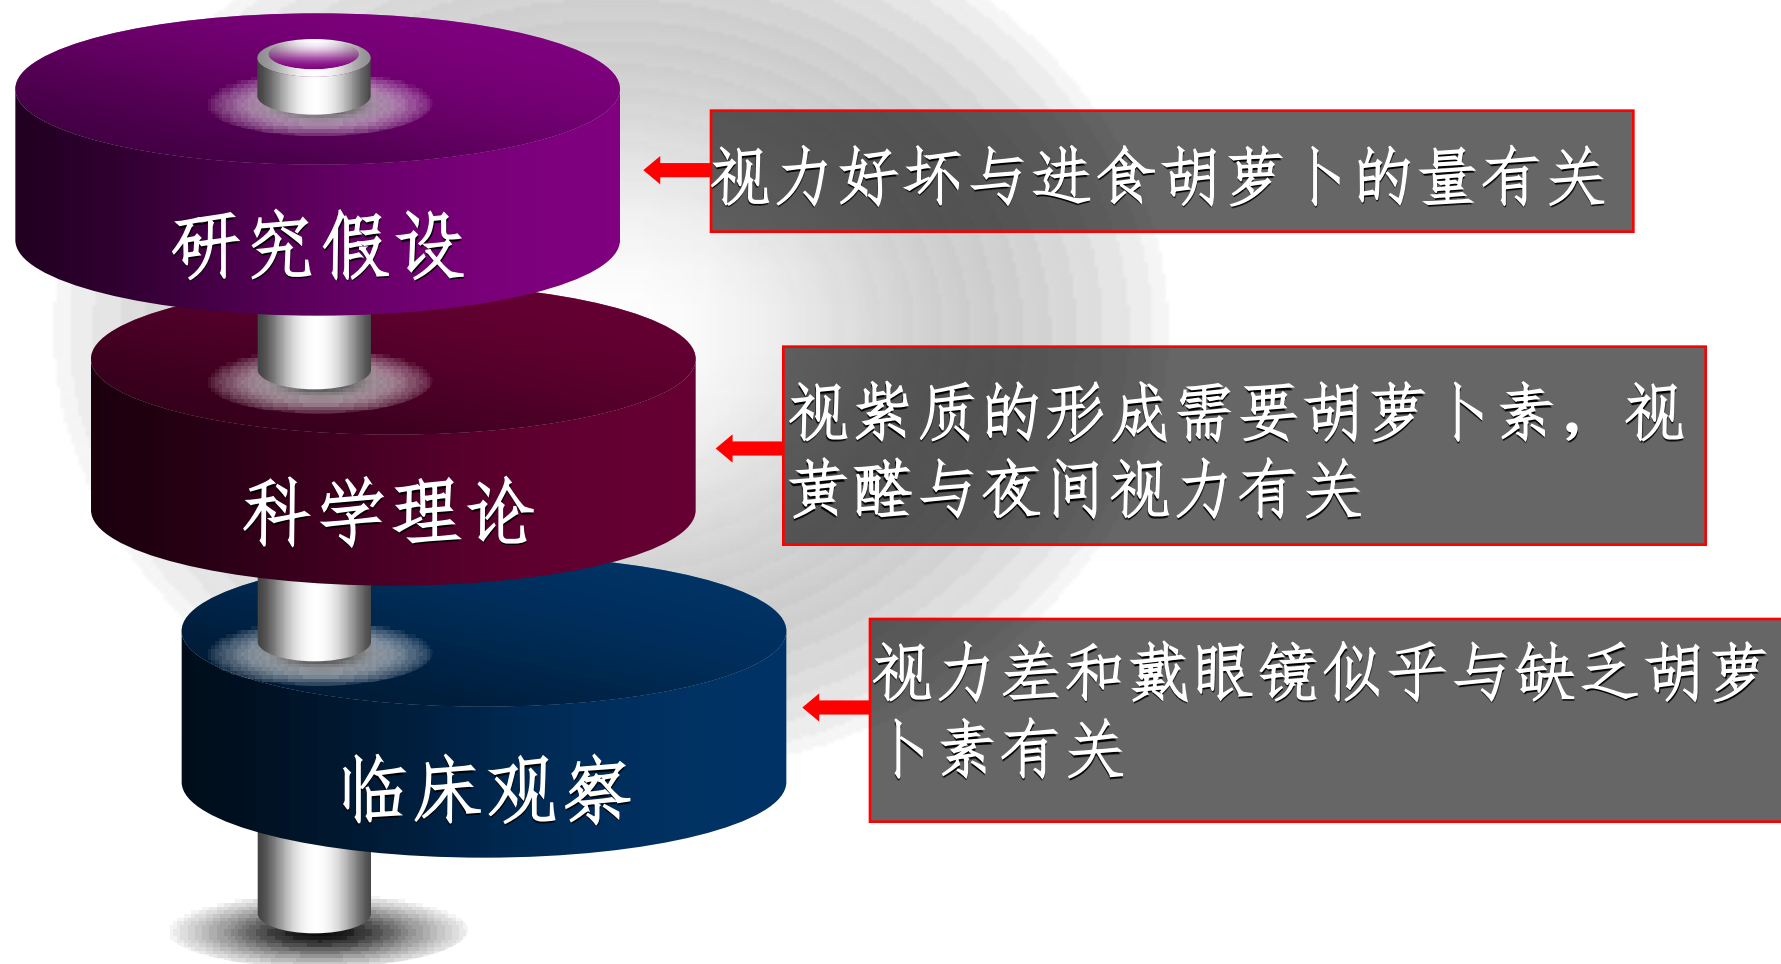 研究假设
视力好坏与进食胡萝卜的量有关
科学理论
视紫质的形成需要胡萝卜素，视
黄醛与夜间视力有关
临床观察
视力差和戴眼镜似乎与缺乏胡萝
卜素有关